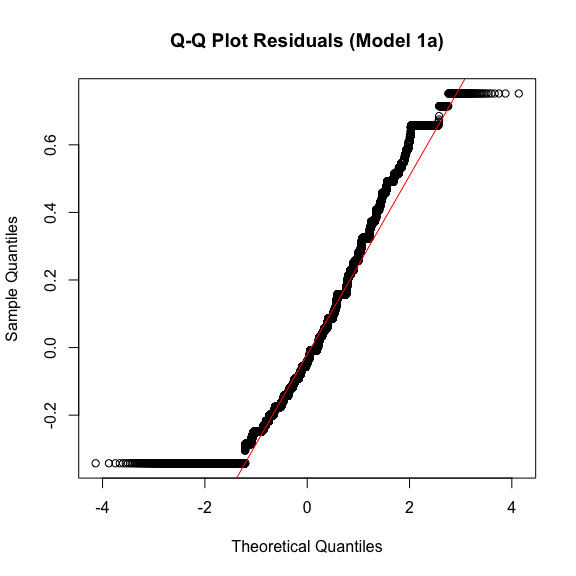 Q-Q Plot Residuals (Model 1a)
Sample Quantiles
0.6
0.4
0.2
0.0
-0.2
-4 -2 0 2 4
Theoretical Quantiles